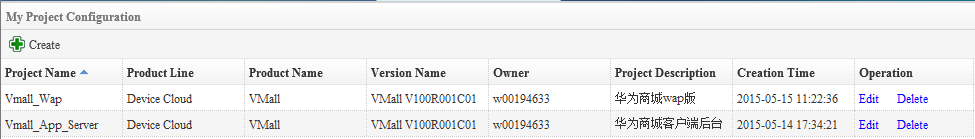 My Project Configuration
Create
Project Name Product Line Product Name Version Name Owner Project Description Creation Time Operation
Vmall_Wap Device Cloud VMall VMall V100R001C01 w00194633 华为商城wap版 2015-05-15 11:22:36 Edit Delete
Vmall_App_Server Device Cloud VMall VMall V100R001C01 w00194633 华为商城客户端后台 2015-05-14 17:34:21 Edit Delete